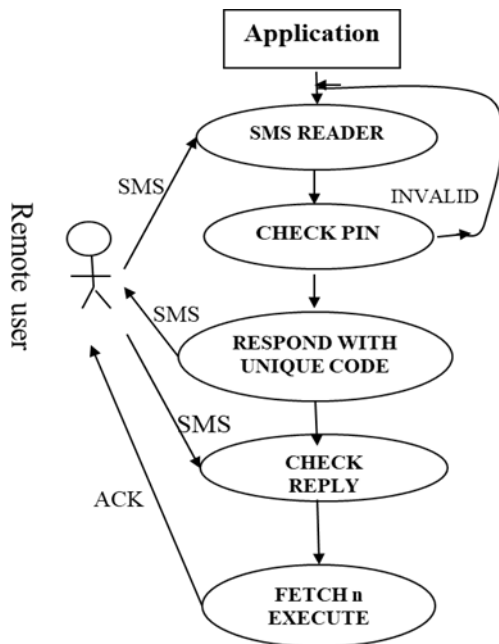 Application
SMS READER
SMS
INVALID
CHECK PIN
Remote user
SMS
RESPOND WITH
UNIQUE CODE
SMS
CHECK
REPLY
ACK
FETCH n
EXECUTE